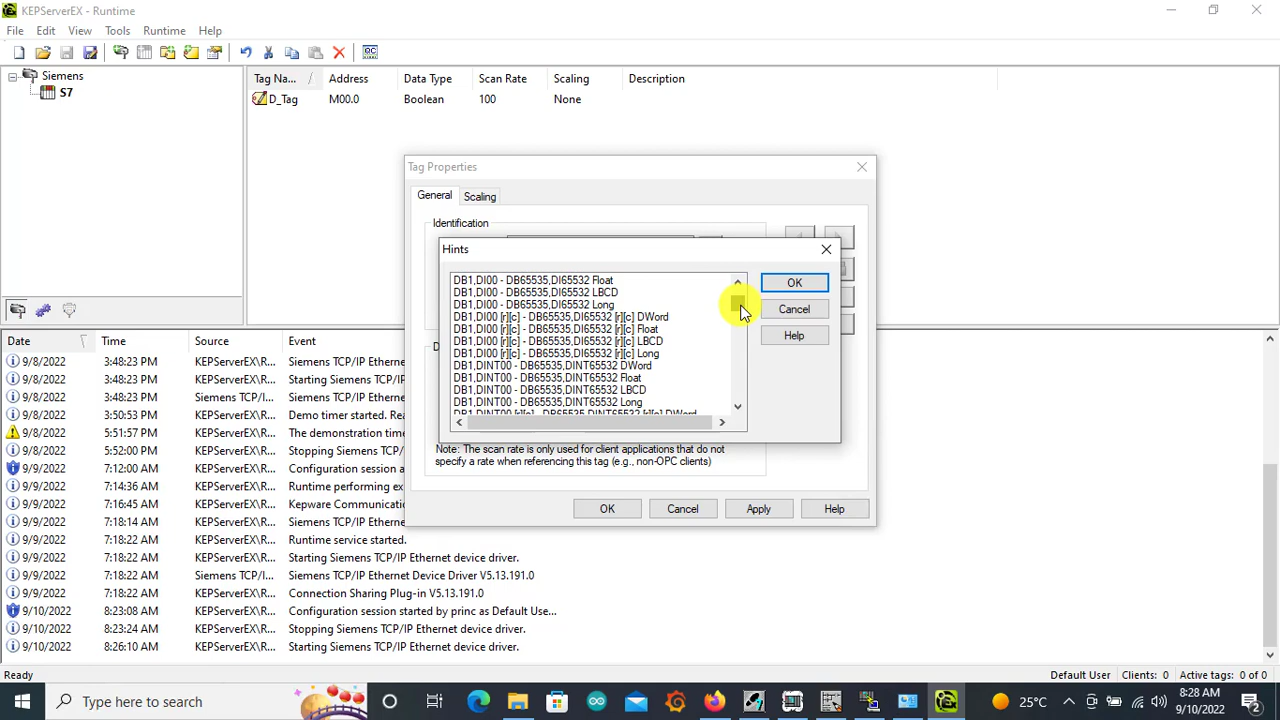 KEPServerEX - Runtime
File Edit View Tools Runtime Help
Siemens
S7
Tag Na... Address Data Type Scan Rate Scaling Description
D_Tag M00.0 Boolean 100 None
Tag Properties
General Scaling
Identification
Hints
DB1,DI00 - DB65535,DI65532 Float
DB1,DI00 - DB65535,DI65532 LBCD
DB1,DI00 - DB65535,DI65532 Long
DB1,DI00 [r][c] - DB65535,DI65532 [r][c] DWord
DB1,DI00 [r][c] - DB65535,DI65532 [r][c] Float
DB1,DI00 [r][c] - DB65535,DI65532 [r][c] LBCD
DB1,DI00 [r][c] - DB65535,DI65532 [r][c] Long
DB1,DINT00 - DB65535,DINT65532 DWord
DB1,DINT00 - DB65535,DINT65532 Float
DB1,DINT00 - DB65535,DINT65532 LBCD
DB1,DINT00 - DB65535,DINT65532 Long
DB1,DINT00 [r][c] - DB65535,DINT65532 [r][c] DWord
OK
Cancel
Help
Note: The scan rate is only used for client applications that do not
specify a rate when referencing this tag (e.g., non-OPC clients)
OK Cancel Apply Help
Date Time Source Event
9/8/2022 3:48:23 PM KEPServerEX\R... Siemens TCP/I
9/8/2022 3:48:23 PM KEPServerEX\R... Starting Siemens
9/8/2022 3:48:23 PM Siemens TCP/I... Siemens TCP/IP
9/8/2022 3:50:53 PM KEPServerEX\R... Demo timer started. Rea
9/8/2022 5:51:57 PM KEPServerEX\R... The demonstration time
9/8/2022 5:52:00 PM KEPServerEX\R... Stopping Siemens TCP/IP
9/9/2022 7:12:00 AM KEPServerEX\R... Configuration session a
9/9/2022 7:14:36 AM KEPServerEX\R... Runtime performing ex
9/9/2022 7:16:45 AM KEPServerEX\R... Kepware Communication
9/9/2022 7:18:14 AM KEPServerEX\R... Configuration session
9/9/2022 7:18:22 AM KEPServerEX\R... Runtime service started.
9/9/2022 7:18:22 AM KEPServerEX\R... Starting Siemens TCP/IP Ethernet device driver.
9/9/2022 7:18:22 AM Siemens TCP/I... Siemens TCP/IP Ethernet Device Driver V5.13.191.0
9/9/2022 7:18:22 AM KEPServerEX\R... Connection Sharing Plug-in V5.13.191.0
9/10/2022 8:23:08 AM KEPServerEX\R... Configuration session started by princ as Default Use...
9/10/2022 8:23:24 AM KEPServerEX\R... Stopping Siemens TCP/IP Ethernet device driver.
9/10/2022 8:26:10 AM KEPServerEX\R... Starting Siemens TCP/IP Ethernet device driver.
Ready Default User Clients: 0 Active tags: 0 of 0
Type here to search 25°C 8:28 AM
9/10/2022